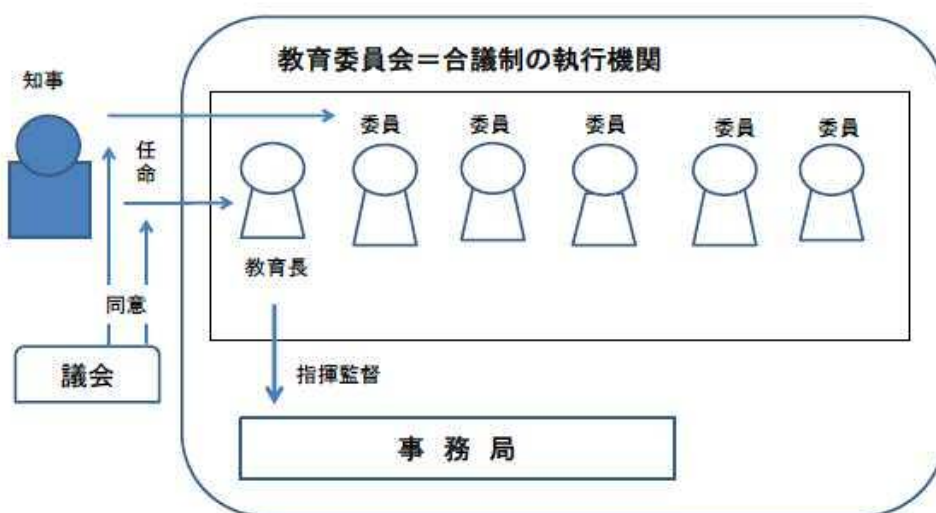 教育委員会＝合議制の執行機関
知事
委員
委員
委員
委員
委員
任命
教育長
同意
議会
指揮監督
事務局